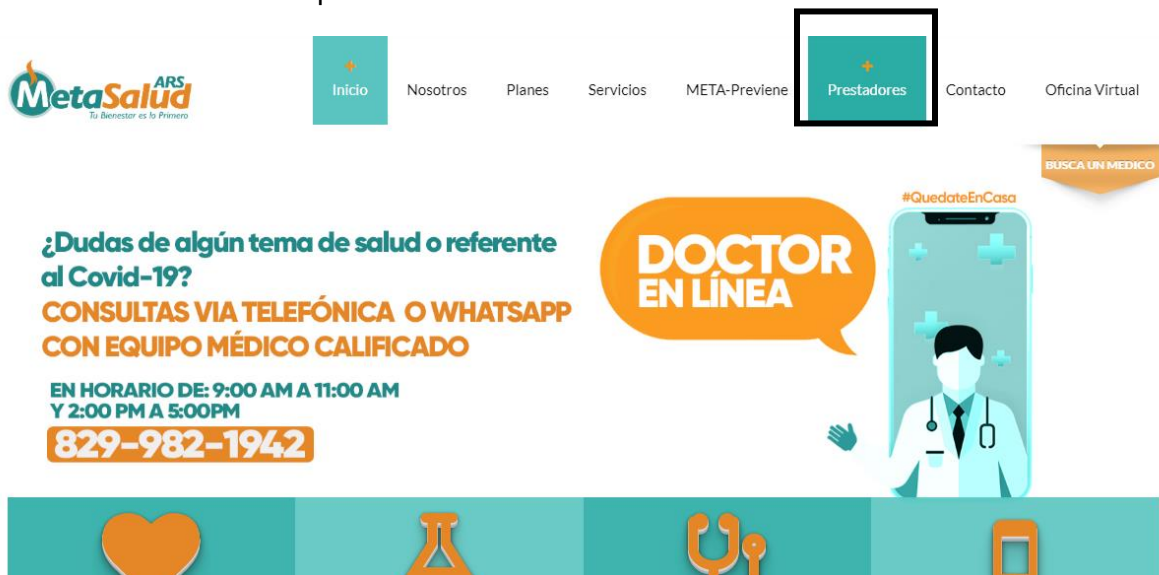 ARS
MetaSalud
Tu Bienestar es lo Primero
Inicio
Nosotros
Planes
Servicios
META-Previene
Prestadores
Contacto
Oficina Virtual
BUSCA UN MEDICO
#QuedateEnCasa
¿Dudas de algún tema de salud o referente
al Covid-19?
CONSULTAS VIA TELEFÓNICA O WHATSAPP
CON EQUIPO MÉDICO CALIFICADO
EN HORARIO DE: 9:00 AM A 11:00 AM
Y 2:00 PM A 5:00PM
829-982-1942
DOCTOR
EN LÍNEA